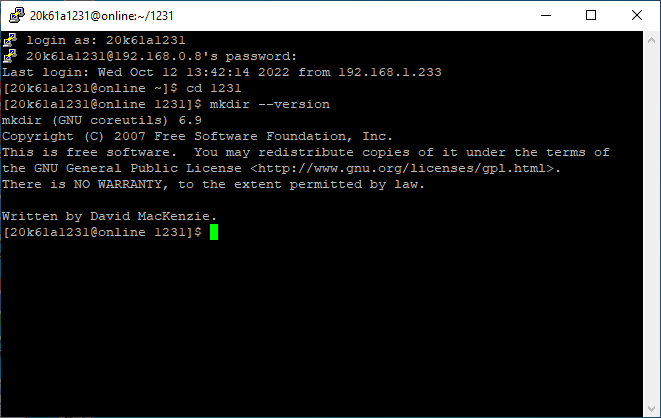 20k61a1231@online:~/1231
login as: 20k61a1231
20k61a1231@192.168.0.8's password:
Last login: Wed Oct 12 13:42:14 2022 from 192.168.1.233
[20k61a1231@online ~]$ cd 1231
[20k61a1231@online 1231]$ mkdir --version
mkdir (GNU coreutils) 6.9
Copyright (C) 2007 Free Software Foundation, Inc.
This is free software.  You may redistribute copies of it under the terms of
the GNU General Public License <http://www.gnu.org/licenses/gpl.html>.
There is NO WARRANTY, to the extent permitted by law.

Written by David MacKenzie.
[20k61a1231@online 1231]$